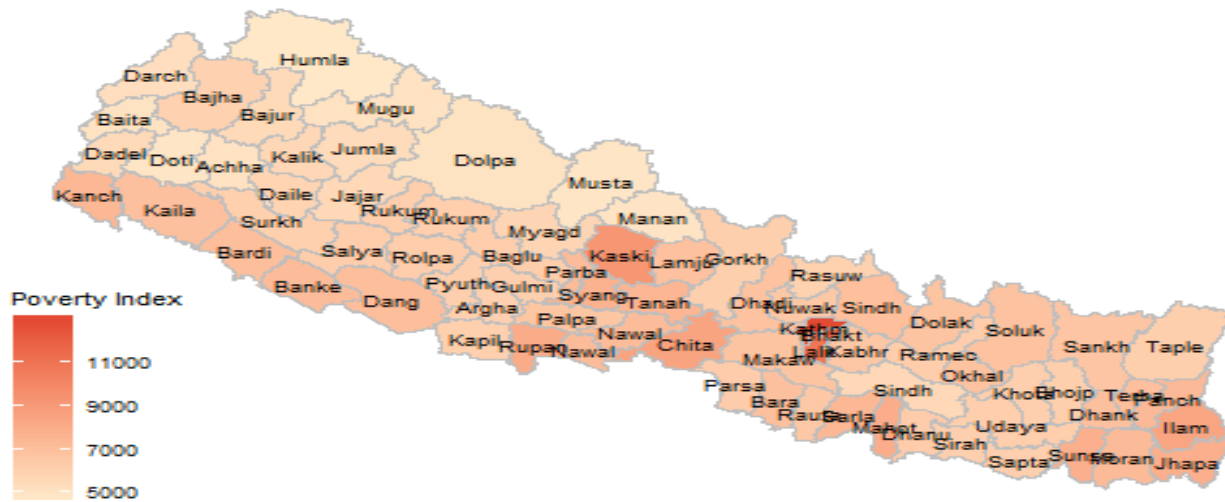 Humla
Darch
Bajha
Mugu
Bajur
Baita
Jumla
Kalik
Dadel
Doti
Achha
Dolpa
Musta
Kanch
Daile
Jajar
Kaila
Rukum
Rukum
Surkh
Manan
Myagd
Bardi
Salya
Rolpa
Baglu
Kaski
Lamju
Gorkh
Parba
Rasuw
Banke
Pyuth
Gulmi
Syang
Tanah
Dhadi
Nuwak
Sindh
Dang
Argha
Palpa
Dolak
Soluk
Kathm
Bhakt
Nawal
Chita
Lalit
Kabhr
Ramec
Sankh
Taple
Kapil
Rupan
Nawal
Makaw
Okhal
Parsa
Sindh
Khota
Bhojp
Terha
Panch
Bara
Rauta
Sarla
Mahot
Dhanu
Dhank
Udaya
Ilam
Sirah
Sapta
Sunsa
Moran
Jhapa
Poverty Index
11000
9000
7000
5000